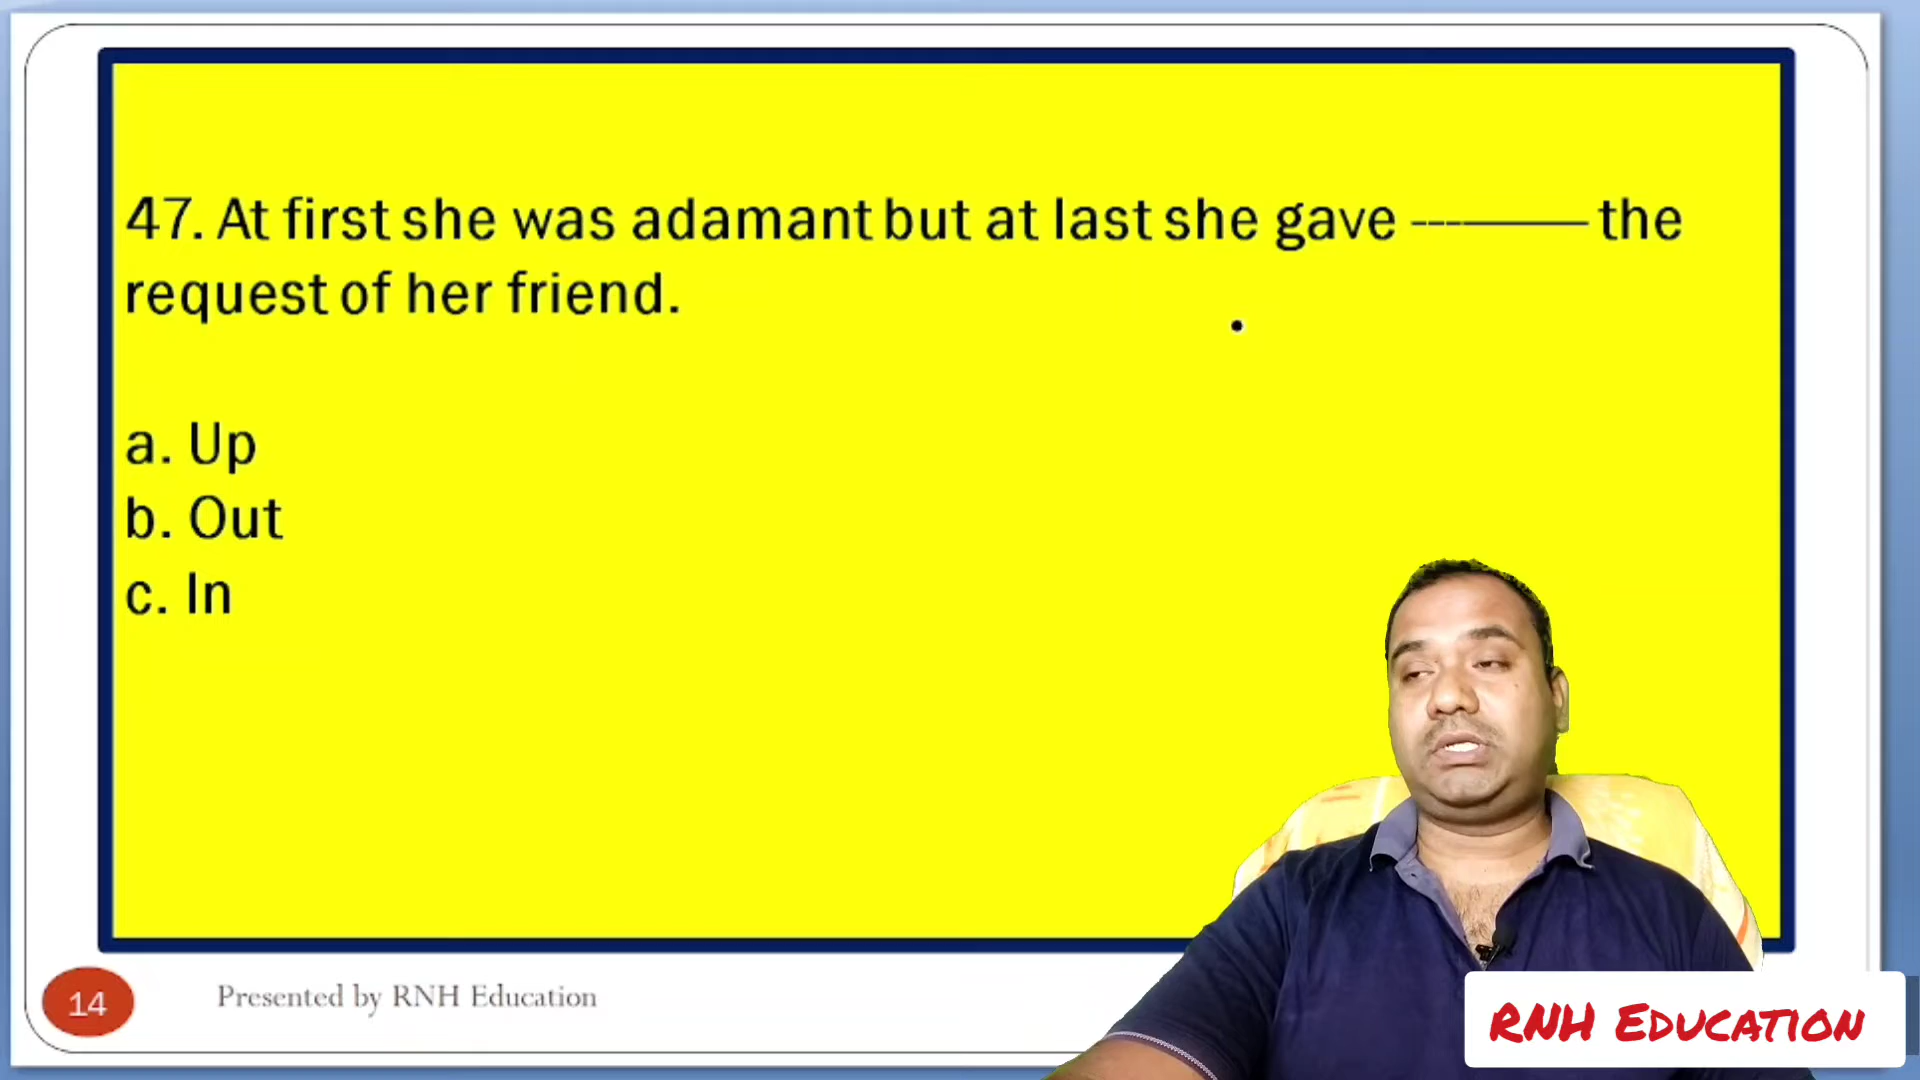 47. At first she was adamant but at last she gave -------- the
request of her friend.
a. Up
b. Out
c. In
14
Presented by RNH Education
RNH EDUCATION